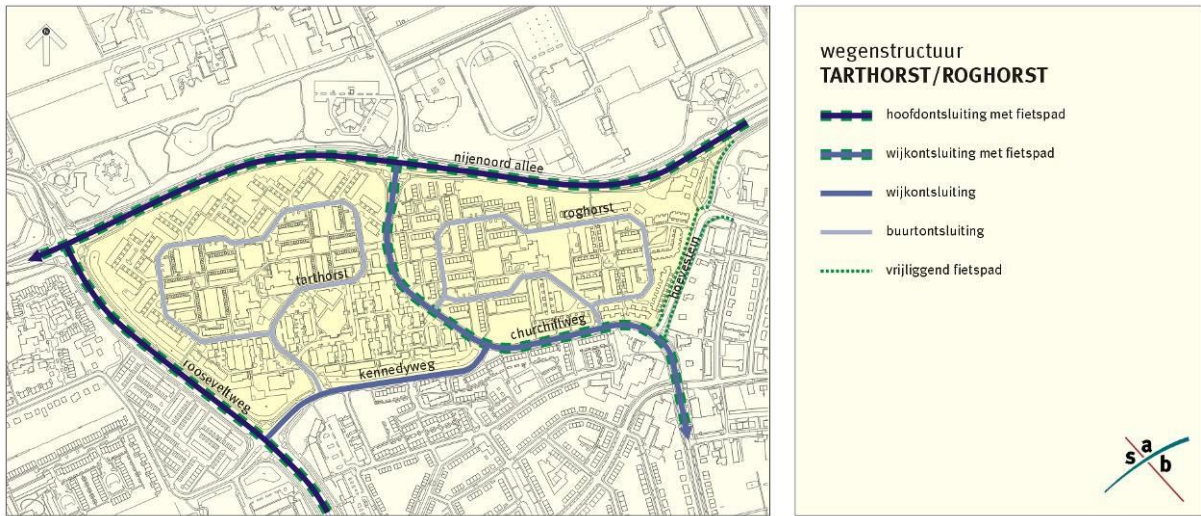 nijenoord allee
roghorst
tarthorst
hoevestein
churchillweg
kennedyweg
rooseveltweg
wegenstructuur
TARTHORST/ROGHORST
hoofdontsluiting met fietspad
wijkontsluiting met fietspad
wijkontsluiting
buurtontsluiting
vrijliggend fietspad
s a b